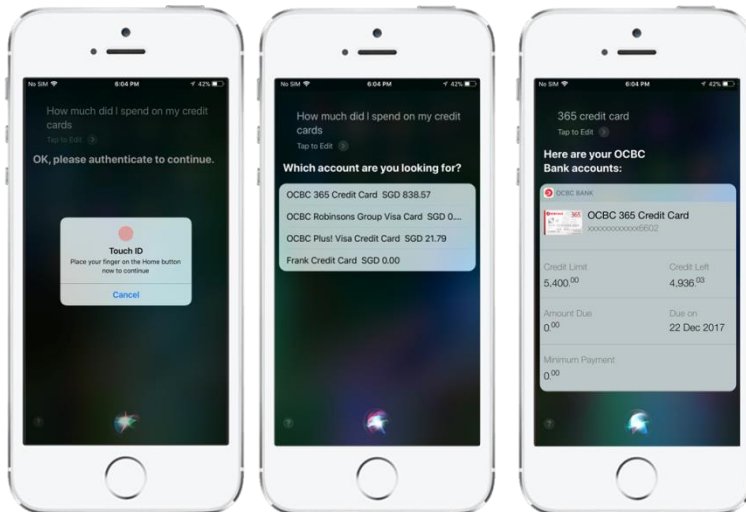 No SIM 6:04 PM 42%
How much did I spend on my credit
cards
Tap to Edit
OK, please authenticate to continue.
Touch ID
Place your finger on the Home button
now to continue
Cancel
?
No SIM 6:04 PM 42%
How much did I spend on my credit
cards
Tap to Edit
Which account are you looking for?
OCBC 365 Credit Card SGD 838.57
OCBC Robinsons Group Visa Card SGD 0....
OCBC Plus! Visa Credit Card SGD 21.79
Frank Credit Card SGD 0.00
?
No SIM 6:04 PM 42%
365 credit card
Tap to Edit
Here are your OCBC
Bank accounts:
OCBC BANK
365
OCBC 365 Credit Card
xxxxxxxxxxxx5602
Credit Limit Credit Left
5,400.00 4,936.03
Amount Due Due on
0.00 22 Dec 2017
Minimum Payment
0.00
?